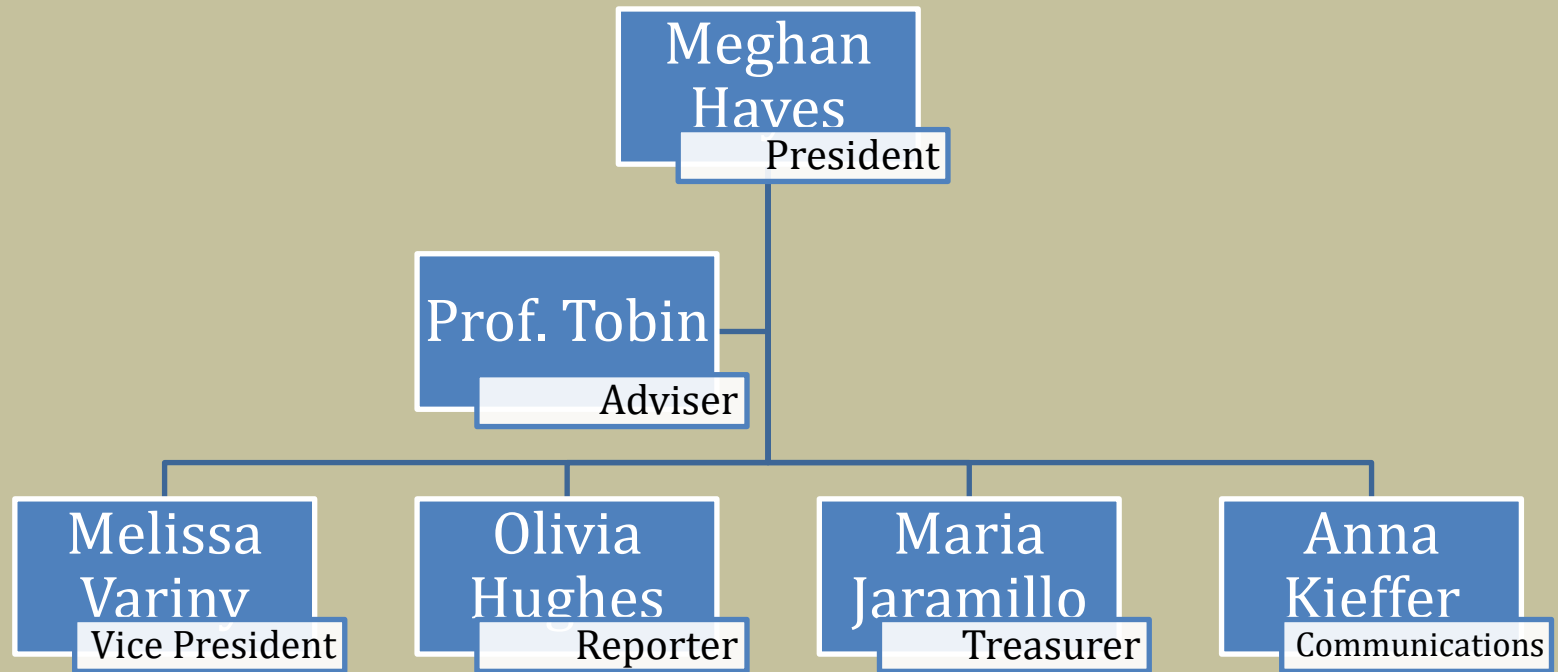 Meghan
Hayes
President
Prof. Tobin
Adviser
Melissa
Variny
Vice President
Olivia
Hughes
Reporter
Maria
Jaramillo
Treasurer
Anna
Kieffer
Communications